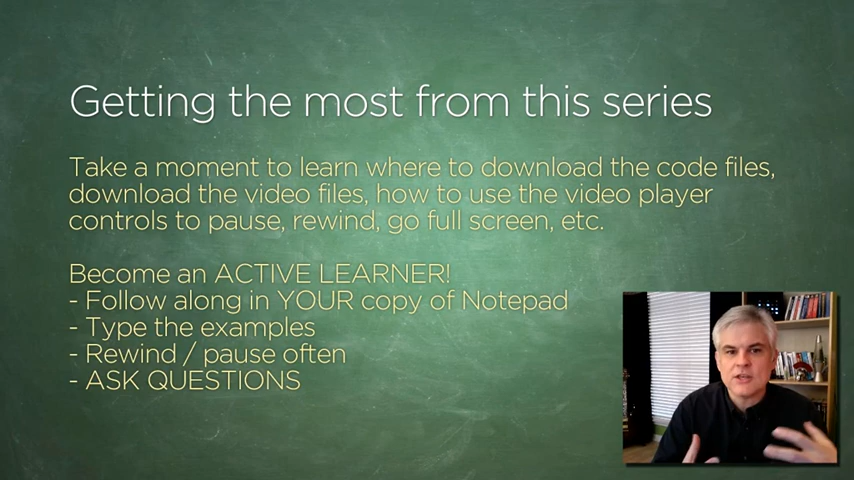 Getting the most from this series
Take a moment to learn where to download the code files,
download the video files, how to use the video player
controls to pause, rewind, go full screen, etc.
Become an ACTIVE LEARNER!
- Follow along in YOUR copy of Notepad
- Type the examples
- Rewind / pause often
- ASK QUESTIONS